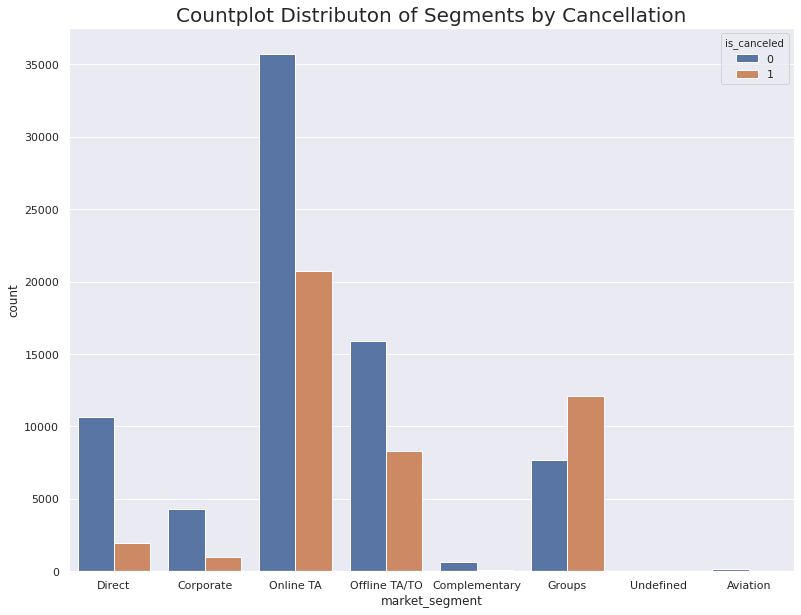 Countplot Distributon of Segments by Cancellation
is_canceled
0
1
count
35000
30000
25000
20000
15000
10000
5000
0
Direct Corporate Online TA Offline TA/TO Complementary Groups Undefined Aviation
market_segment